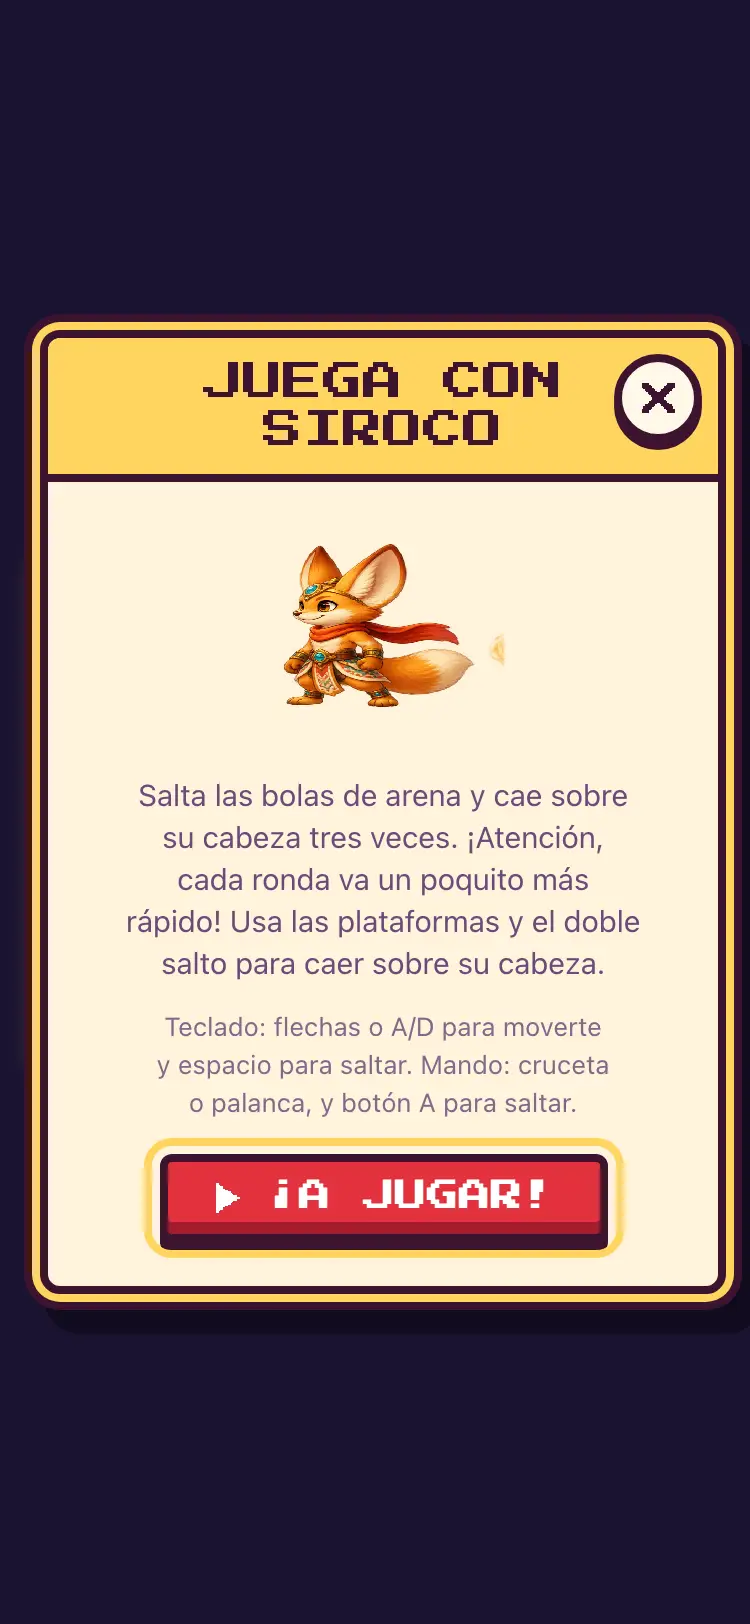 JUEGA CON
SIROCO
Salta las bolas de arena y cae sobre
su cabeza tres veces. ¡Atención,
cada ronda va un poquito más
rápido! Usa las plataformas y el doble
salto para caer sobre su cabeza.
Teclado: flechas o A/D para moverte
y espacio para saltar. Mando: cruceta
o palanca, y botón A para saltar.
¡A JUGAR!